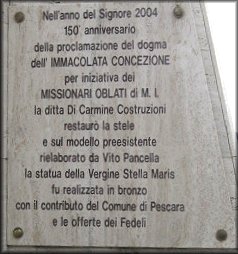 Nell'anno del Signore 2004
150° anniversario
della proclamazione del dogma
dell' IMMACOLATA CONCEZIONE
per iniziativa dei
MISSIONARI OBLATI di M. I.
la ditta Di Carmine Costruzioni
restaurò la stele
e sul modello preesistente
rielaborato da Vito Pancella
la statua della Vergine Stella Maris
fu realizzata in bronzo
con il contributo del Comune di Pescara
e le offerte dei Fedeli